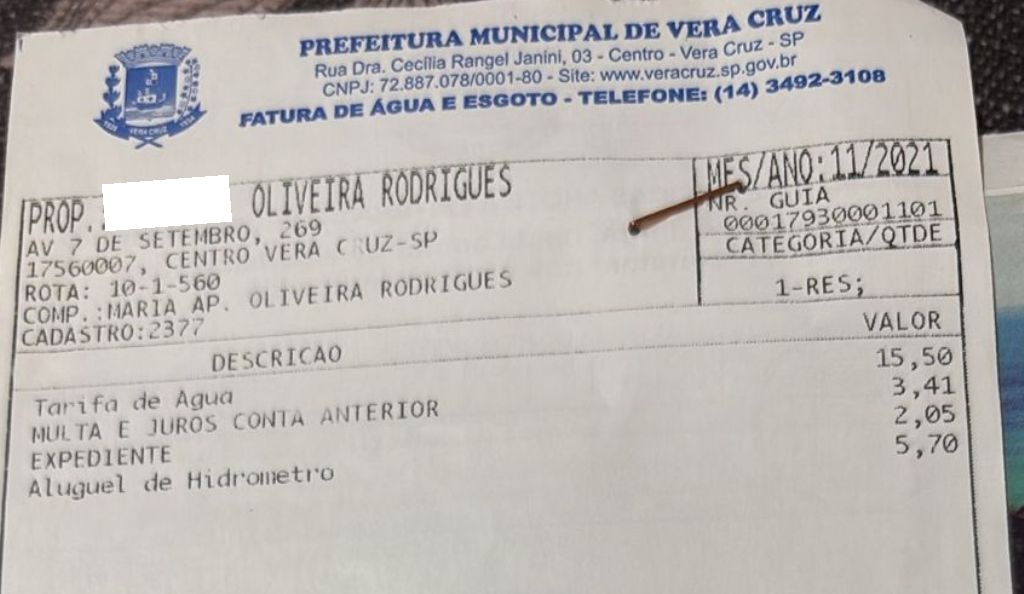 PREFEITURA MUNICIPAL DE VERA CRUZ
Rua Dra. Cecília Rangel Janini, 03 - Centro - Vera Cruz - SP
CNPJ: 72.887.078/0001-80 - Site: www.veracruz.sp.gov.br
FATURA DE ÁGUA E ESGOTO - TELEFONE: (14) 3492-3108
VERA CRUZ
PROP. OLIVEIRA RODRIGUES
AV 7 DE SETEMBRO, 269
17560007, CENTRO VERA CRUZ-SP
ROTA: 10-1-560
COMP.:MARIA AP. OLIVEIRA RODRIGUES
CADASTRO:2377
MES/ANO:11/2021
NR. GUIA
00017930001101
CATEGORIA/QTDE
1-RES;
DESCRICAO VALOR
Tarifa de Agua 15,50
MULTA E JUROS CONTA ANTERIOR 3,41
EXPEDIENTE 2,05
Aluguel de Hidrometro 5,70